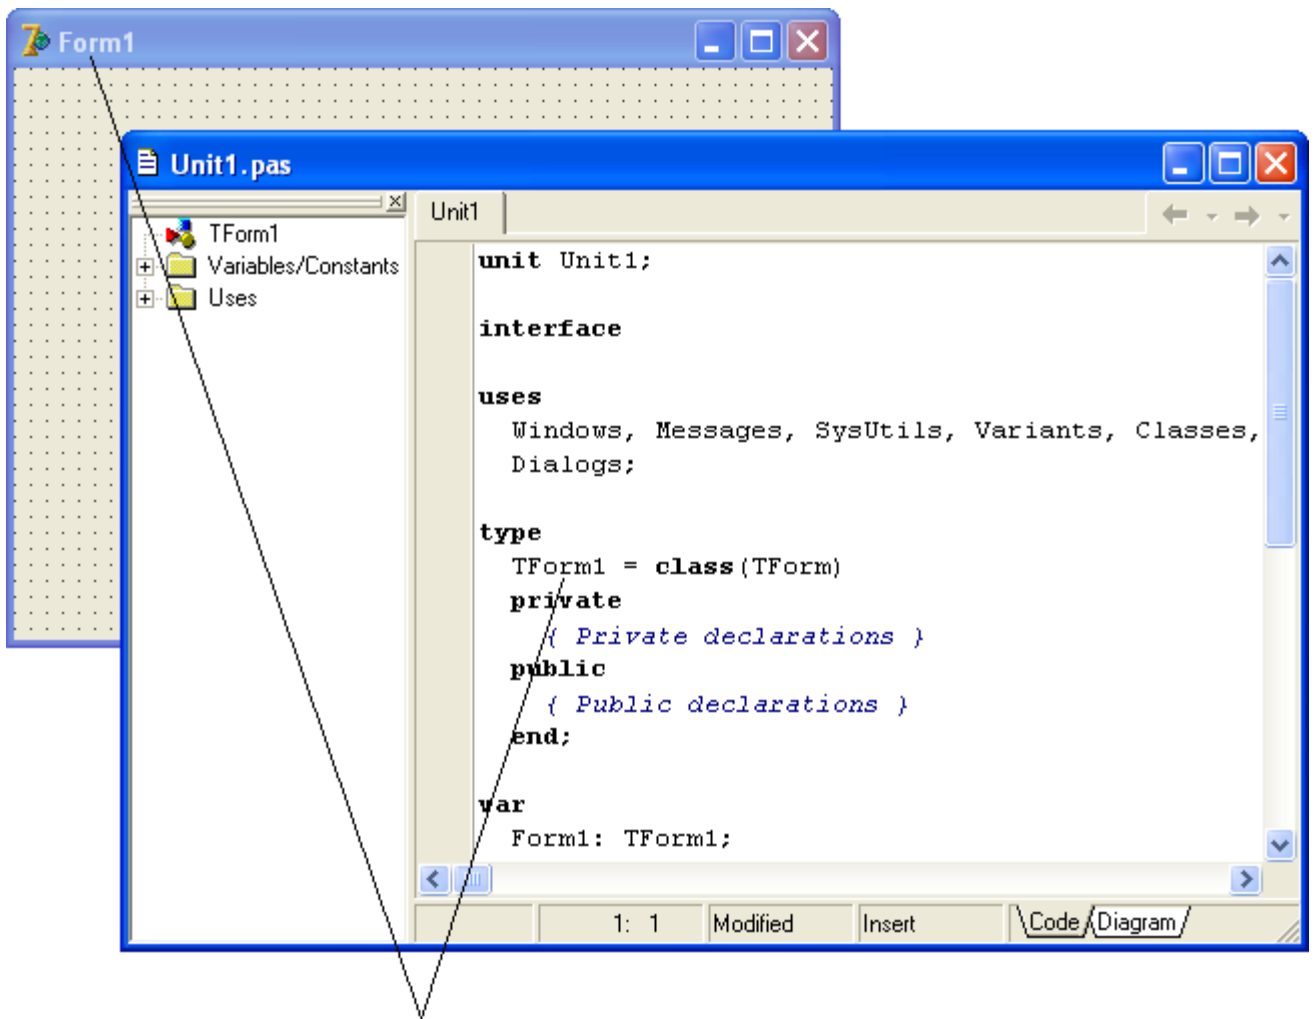 Form1
Unit1.pas
TForm1
Variables/Constants
Uses
Unit1
unit Unit1;
interface
uses
Windows, Messages, SysUtils, Variants, Classes,
Dialogs;
type
TForm1 = class(TForm)
private
{ Private declarations }
public
{ Public declarations }
end;
var
Form1: TForm1;
1: 1 Modified Insert Code Diagram